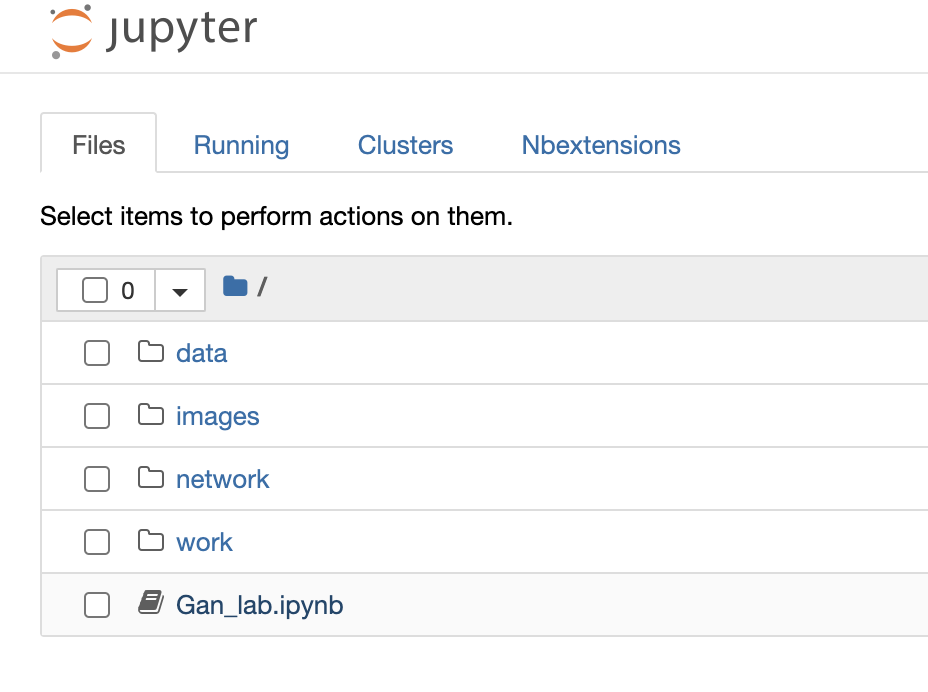 jupyter
Files Running Clusters Nbextensions
Select items to perform actions on them.
0 /
data
images
network
work
Gan_lab.ipynb